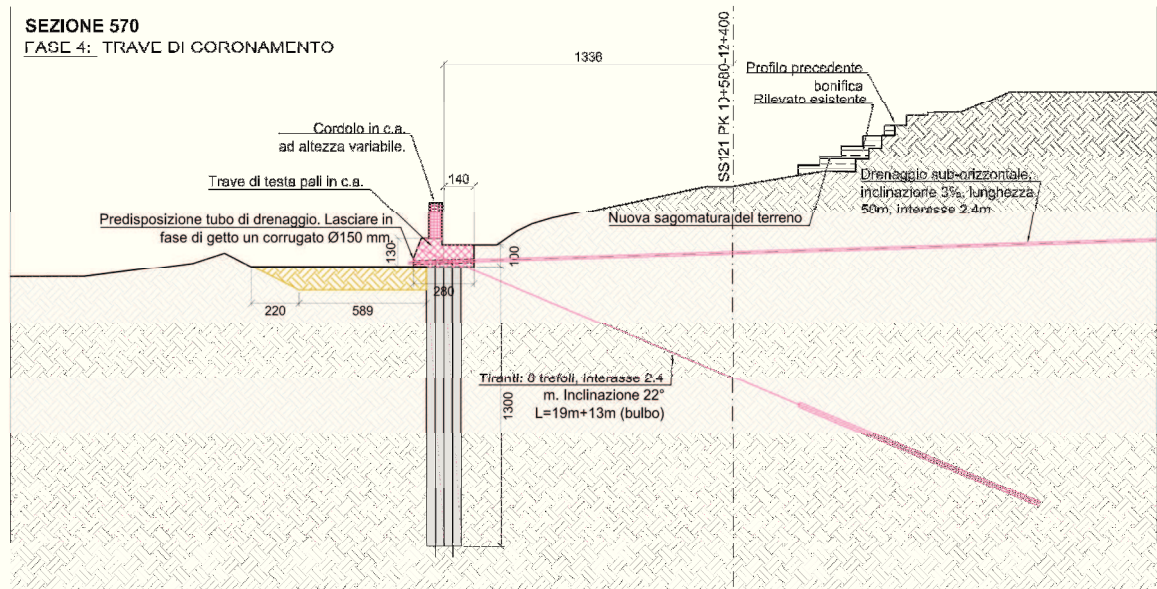 SEZIONE 570
FASE 4: TRAVE DI CORONAMENTO
1336
SS121 PK 10+580-12+400
Profilo precedente
bonifica
Rilevato esistente
Cordolo in c.a.
ad altezza variabile.
140
Trave di testa pali in c.a.
Drenaggio sub-orizzontale,
inclinazione 3%, lunghezza
50m, interasse 2.4m
Predisposizione tubo di drenaggio. Lasciare in
fase di getto un corrugato Ø150 mm.
Nuova sagomatura del terreno
130
100
280
220
589
Tiranti: trefoli, interasse 2.4
m. Inclinazione 22°
L=19m+13m (bulbo)
1300